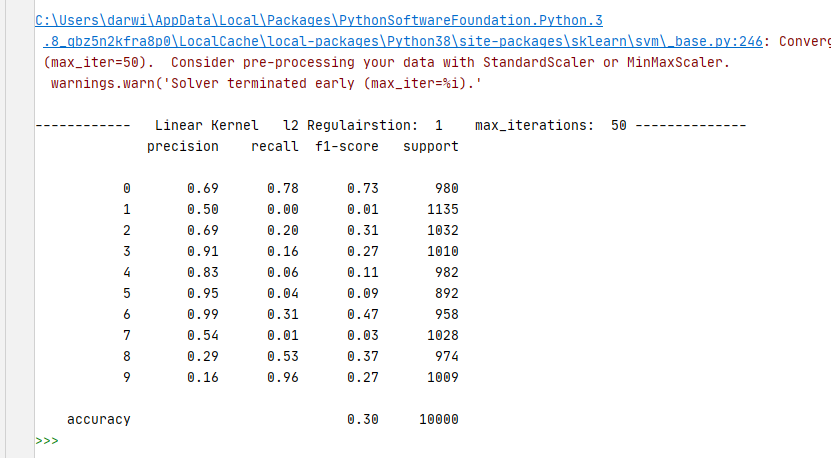 C:\Users\darwi\AppData\Local\Packages\PythonSoftwareFoundation.Python.3
.8_qbz5n2kfra8p0\LocalCache\local-packages\Python38\site-packages\sklearn\svm\_base.py:246: Converg
(max_iter=50).  Consider pre-processing your data with StandardScaler or MinMaxScaler.
warnings.warn('Solver terminated early (max_iter=%i).'
------------   Linear Kernel   l2 Regulairstion:  1    max_iterations:  50 --------------
precision    recall  f1-score   support
0       0.69      0.78      0.73       980
1       0.50      0.00      0.01      1135
2       0.69      0.20      0.31      1032
3       0.91      0.16      0.27      1010
4       0.83      0.06      0.11       982
5       0.95      0.04      0.09       892
6       0.99      0.31      0.47       958
7       0.54      0.01      0.03      1028
8       0.29      0.53      0.37       974
9       0.16      0.96      0.27      1009
accuracy                           0.30     10000
>>>